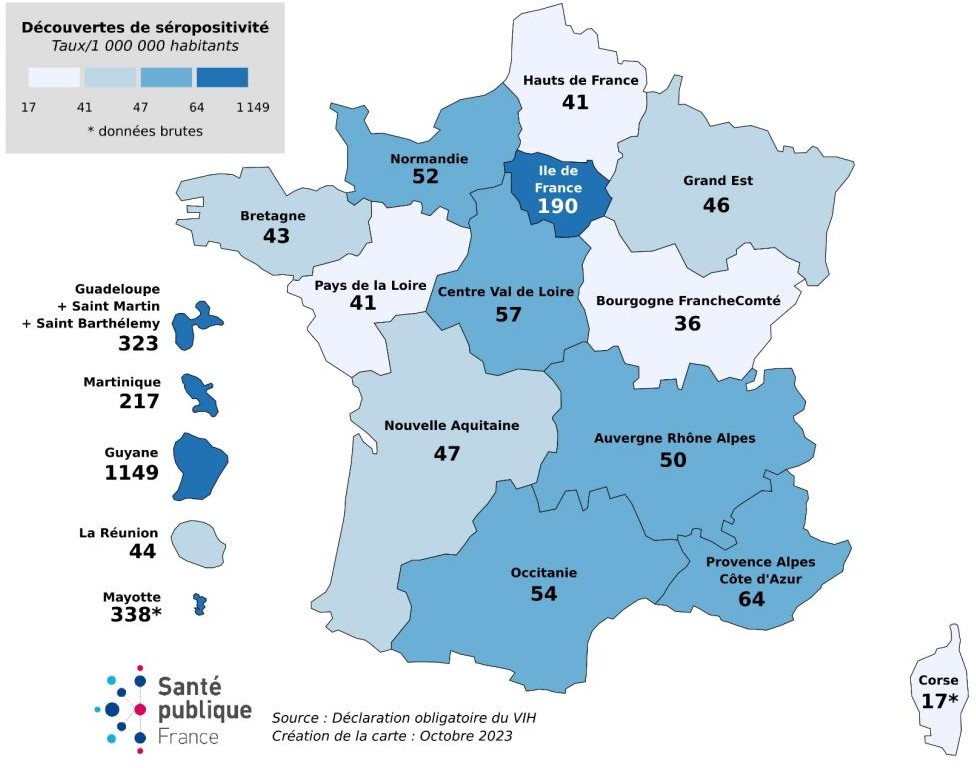 Découvertes de séropositivité
Taux/1 000 000 habitants
17 41 47 64 1 149
* données brutes
Hauts de France
41
Normandie
52
Ile de
France
190
Grand Est
46
Bretagne
43
Pays de la Loire
41
Centre Val de Loire
57
Bourgogne FrancheComté
36
Guadeloupe
+ Saint Martin
+ Saint Barthélemy
323
Martinique
217
Guyane
1149
La Réunion
44
Mayotte
338*
Nouvelle Aquitaine
47
Auvergne Rhône Alpes
50
Occitanie
54
Provence Alpes
Côte d'Azur
64
Corse
17*
Santé
publique
France
Source : Déclaration obligatoire du VIH
Création de la carte : Octobre 2023